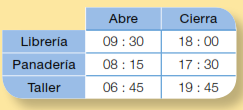 Abre Cierra
Librería 09 : 30 18 : 00
Panadería 08 : 15 17 : 30
Taller 06 : 45 19 : 45